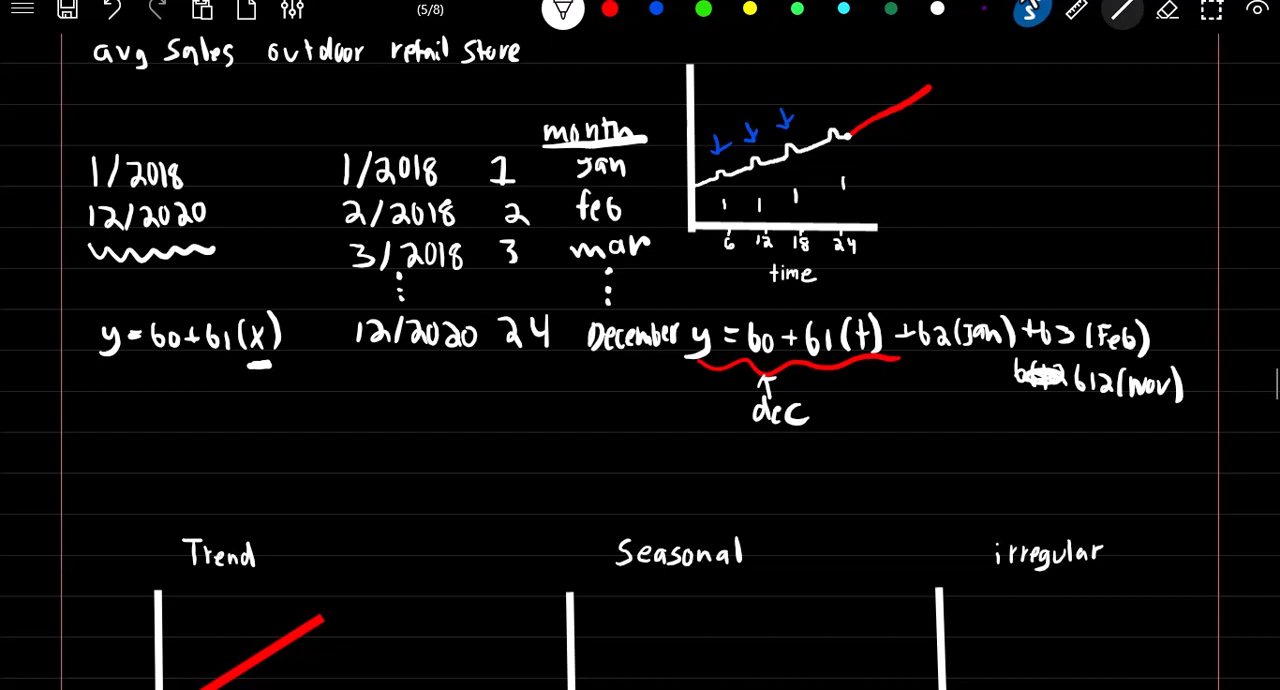 (5/8)
avg sales outdoor retail store
month
1/2018 1/2018 1 jan
12/2020 2/2018 2 feb
3/2018 3 mar
6 12 18 24
time
y=b0+b1(x) 12/2020 24 December y = b0 + b1(t) + b2(Jan) + b3(Feb)
b12(Nov)
dec
Trend Seasonal irregular